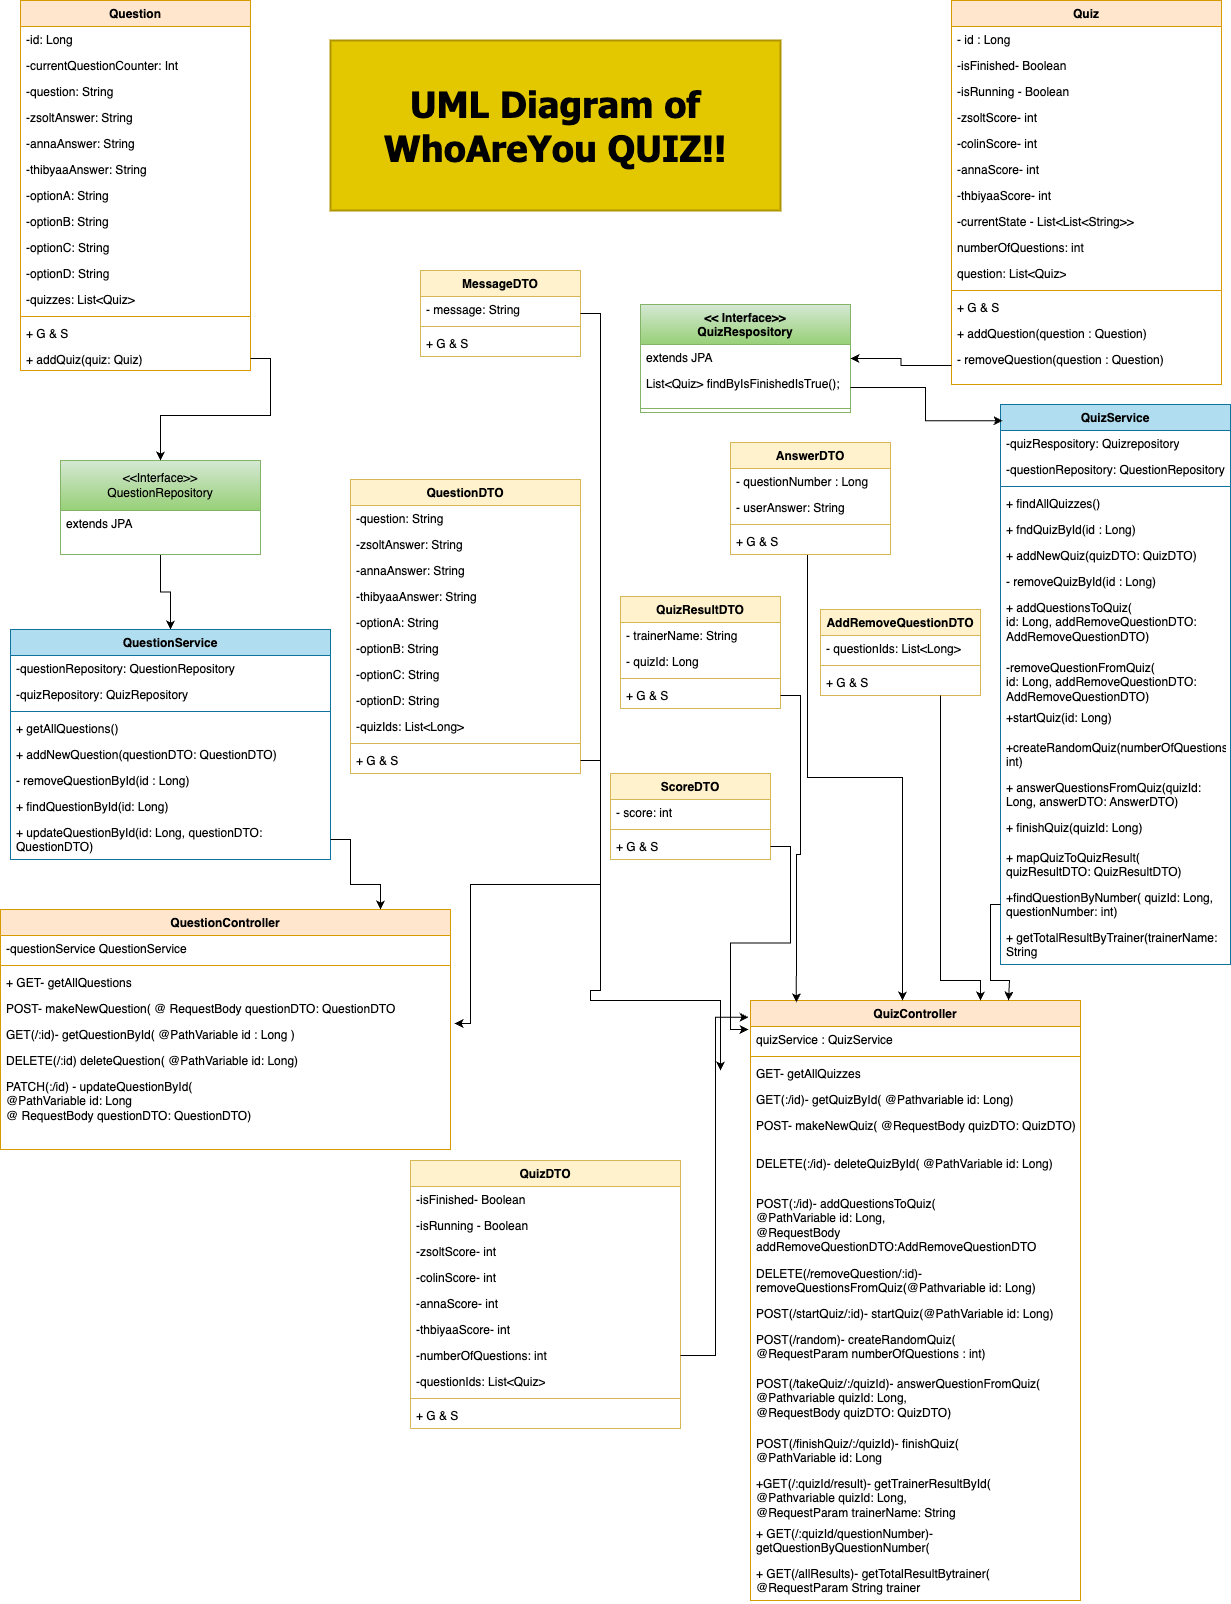 Question
-id: Long
-currentQuestionCounter: Int
-question: String
-zsoltAnswer: String
-annaAnswer: String
-thibyaaAnswer: String
-optionA: String
-optionB: String
-optionC: String
-optionD: String
-quizzes: List<Quiz>
+ G & S
+ addQuiz(quiz: Quiz)
UML Diagram of
WhoAreYou QUIZ!!
Quiz
- id : Long
-isFinished- Boolean
-isRunning - Boolean
-zsoltScore- int
-colinScore- int
-annaScore- int
-thbiyaaScore- int
-currentState - List<List<String>>
numberOfQuestions: int
question: List<Quiz>
+ G & S
+ addQuestion(question : Question)
- removeQuestion(question : Question)
MessageDTO
- message: String
+ G & S
<< Interface>>
QuizRespository
extends JPA
List<Quiz> findByIsFinishedIsTrue();
<<Interface>>
QuestionRepository
extends JPA
QuestionDTO
-question: String
-zsoltAnswer: String
-annaAnswer: String
-thibyaaAnswer: String
-optionA: String
-optionB: String
-optionC: String
-optionD: String
-quizIds: List<Long>
+ G & S
AnswerDTO
- questionNumber : Long
- userAnswer: String
+ G & S
QuizService
-quizRespository: Quizrepository
-questionRepository: QuestionRepository
+ findAllQuizzes()
+ fndQuizById(id : Long)
+ addNewQuiz(quizDTO: QuizDTO)
- removeQuizById(id : Long)
+ addQuestionsToQuiz(
id: Long, addRemoveQuestionDTO:
AddRemoveQuestionDTO)
-removeQuestionFromQuiz(
id: Long, addRemoveQuestionDTO:
AddRemoveQuestionDTO)
+startQuiz(id: Long)
+createRandomQuiz(numberOfQuestions
int)
+ answerQuestionsFromQuiz(quizId:
Long, answerDTO: AnswerDTO)
+ finishQuiz(quizId: Long)
+ mapQuizToQuizResult(
quizResultDTO: QuizResultDTO)
+findQuestionByNumber( quizId: Long,
questionNumber: int)
+ getTotalResultByTrainer(trainerName:
String
QuizResultDTO
- trainerName: String
- quizId: Long
+ G & S
AddRemoveQuestionDTO
- questionIds: List<Long>
+ G & S
QuestionService
-questionRepository: QuestionRepository
-quizRepository: QuizRepository
+ getAllQuestions()
+ addNewQuestion(questionDTO: QuestionDTO)
- removeQuestionById(id : Long)
+ findQuestionById(id: Long)
+ updateQuestionById(id: Long, questionDTO:
QuestionDTO)
ScoreDTO
- score: int
+ G & S
QuestionController
-questionService QuestionService
+ GET- getAllQuestions
POST- makeNewQuestion( @ RequestBody questionDTO: QuestionDTO
GET(/:id)- getQuestionById( @PathVariable id : Long )
DELETE(/:id) deleteQuestion( @PathVariable id: Long)
PATCH(:/id) - updateQuestionById(
@PathVariable id: Long
@ RequestBody questionDTO: QuestionDTO)
QuizController
quizService : QuizService
GET- getAllQuizzes
GET(:/id)- getQuizById( @Pathvariable id: Long)
POST- makeNewQuiz( @RequestBody quizDTO: QuizDTO)
DELETE(:/id)- deleteQuizById( @PathVariable id: Long)
POST(:/id)- addQuestionsToQuiz(
@PathVariable id: Long,
@RequestBody
addRemoveQuestionDTO:AddRemoveQuestionDTO
DELETE(/removeQuestion/:id)-
removeQuestionsFromQuiz(@Pathvariable id: Long)
POST(/startQuiz/:id)- startQuiz(@PathVariable id: Long)
POST(/random)- createRandomQuiz(
@RequestParam numberOfQuestions : int)
POST(/takeQuiz/:/quizId)- answerQuestionFromQuiz(
@Pathvariable quizId: Long,
@RequestBody quizDTO: QuizDTO)
POST(/finishQuiz/:/quizId)- finishQuiz(
@PathVariable id: Long
+GET(/:quizId/result)- getTrainerResultById(
@Pathvariable quizId: Long,
@RequestParam trainerName: String
+ GET(/:quizId/questionNumber)-
getQuestionByQuestionNumber(
+ GET(/allResults)- getTotalResultBytrainer(
@RequestParam String trainer
QuizDTO
-isFinished- Boolean
-isRunning - Boolean
-zsoltScore- int
-colinScore- int
-annaScore- int
-thbiyaaScore- int
-numberOfQuestions: int
-questionIds: List<Quiz>
+ G & S